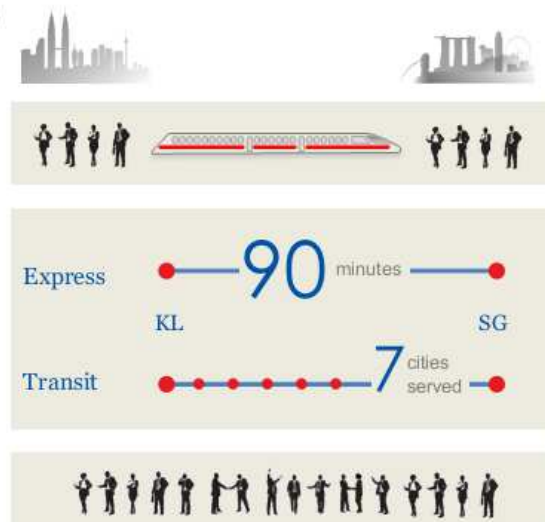 Express
90 minutes
KL
SG
Transit
7 cities
served